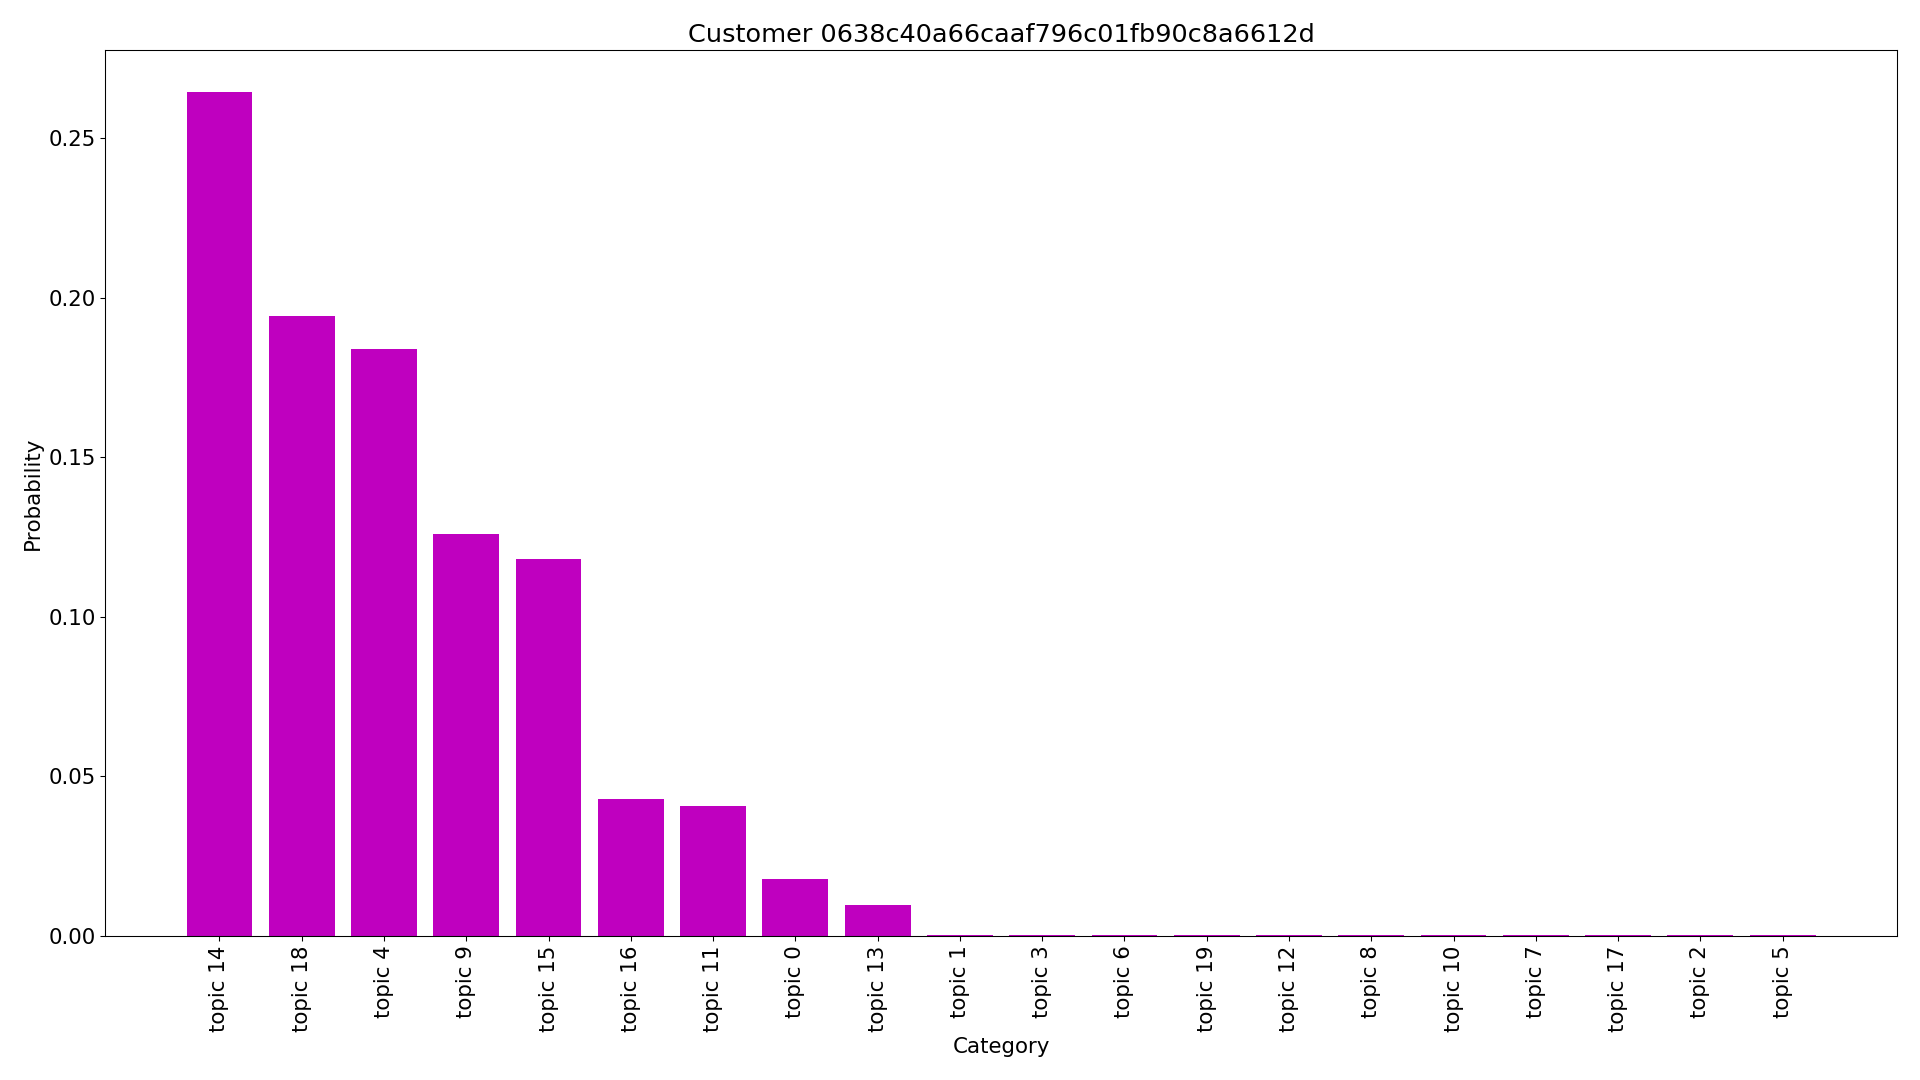 Customer 0638c40a66caaf796c01fb90c8a6612d
Probability
0.25
0.20
0.15
0.10
0.05
0.00
topic 14
topic 18
topic 4
topic 9
topic 15
topic 16
topic 11
topic 0
topic 13
topic 1
topic 3
topic 6
topic 19
topic 12
topic 8
topic 10
topic 7
topic 17
topic 2
topic 5
Category